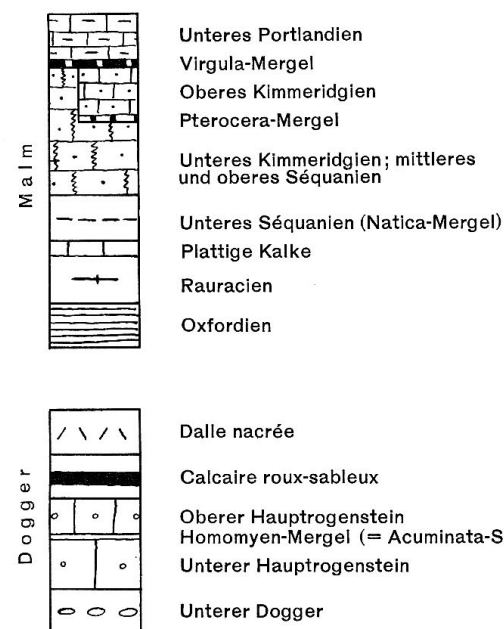 Malm
Unteres Portlandien
Virgula-Mergel
Oberes Kimmeridgien
Pterocera-Mergel
Unteres Kimmeridgien; mittleres
und oberes Séquanien
Unteres Séquanien (Natica-Mergel)
Plattige Kalke
Rauracien
Oxfordien
Dogger
Dalle nacrée
Calcaire roux-sableux
Oberer Hauptrogenstein
Homomyen-Mergel (= Acuminata-S
Unterer Hauptrogenstein
Unterer Dogger